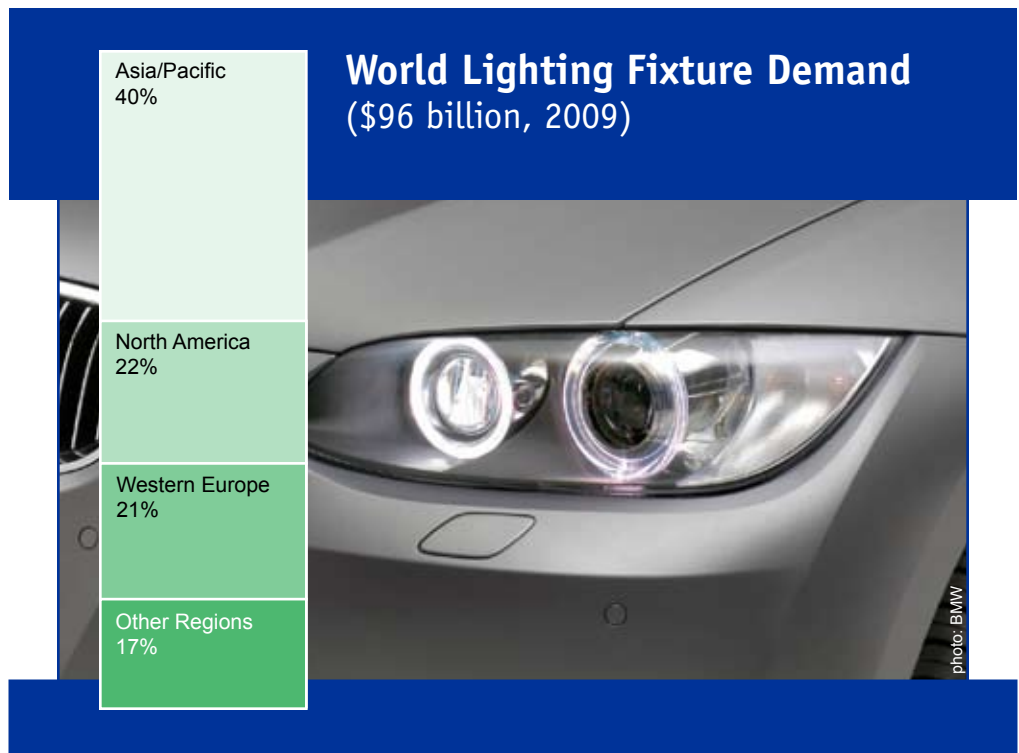 World Lighting Fixture Demand
($96 billion, 2009)
Asia/Pacific
40%
North America
22%
Western Europe
21%
Other Regions
17%
photo: BMW